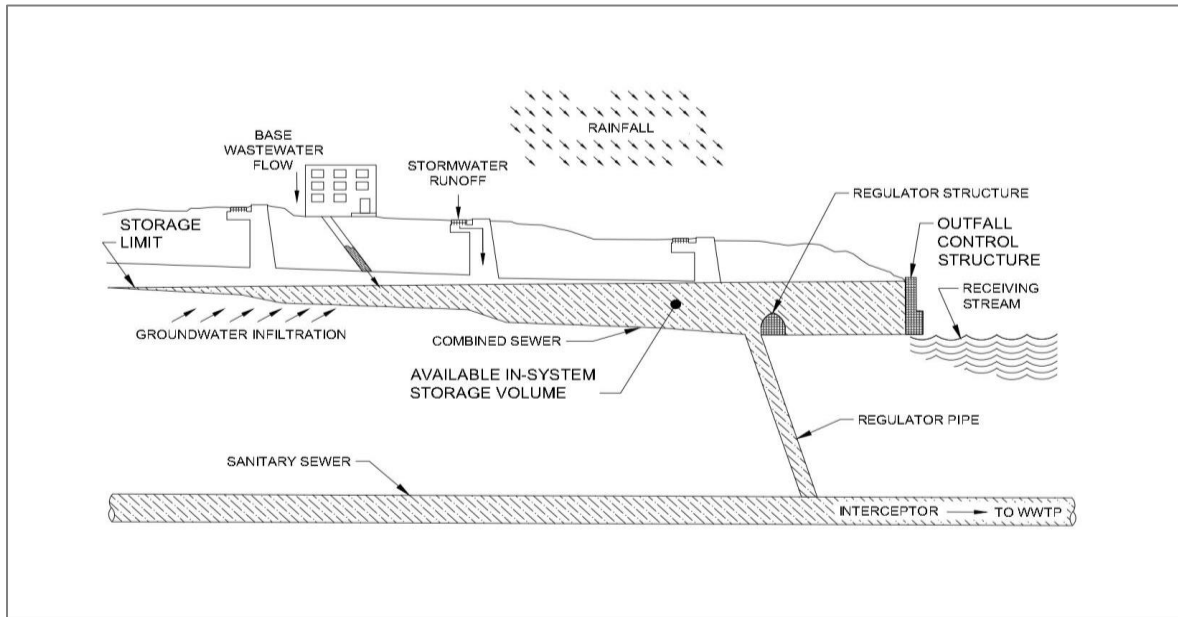 RAINFALL
BASE
WASTEWATER
FLOW
STORMWATER
RUNOFF
REGULATOR STRUCTURE
STORAGE
LIMIT
OUTFALL
CONTROL
STRUCTURE
RECEIVING
STREAM
GROUNDWATER INFILTRATION
COMBINED SEWER
AVAILABLE IN-SYSTEM
STORAGE VOLUME
REGULATOR PIPE
SANITARY SEWER
INTERCEPTOR
TO WWTP